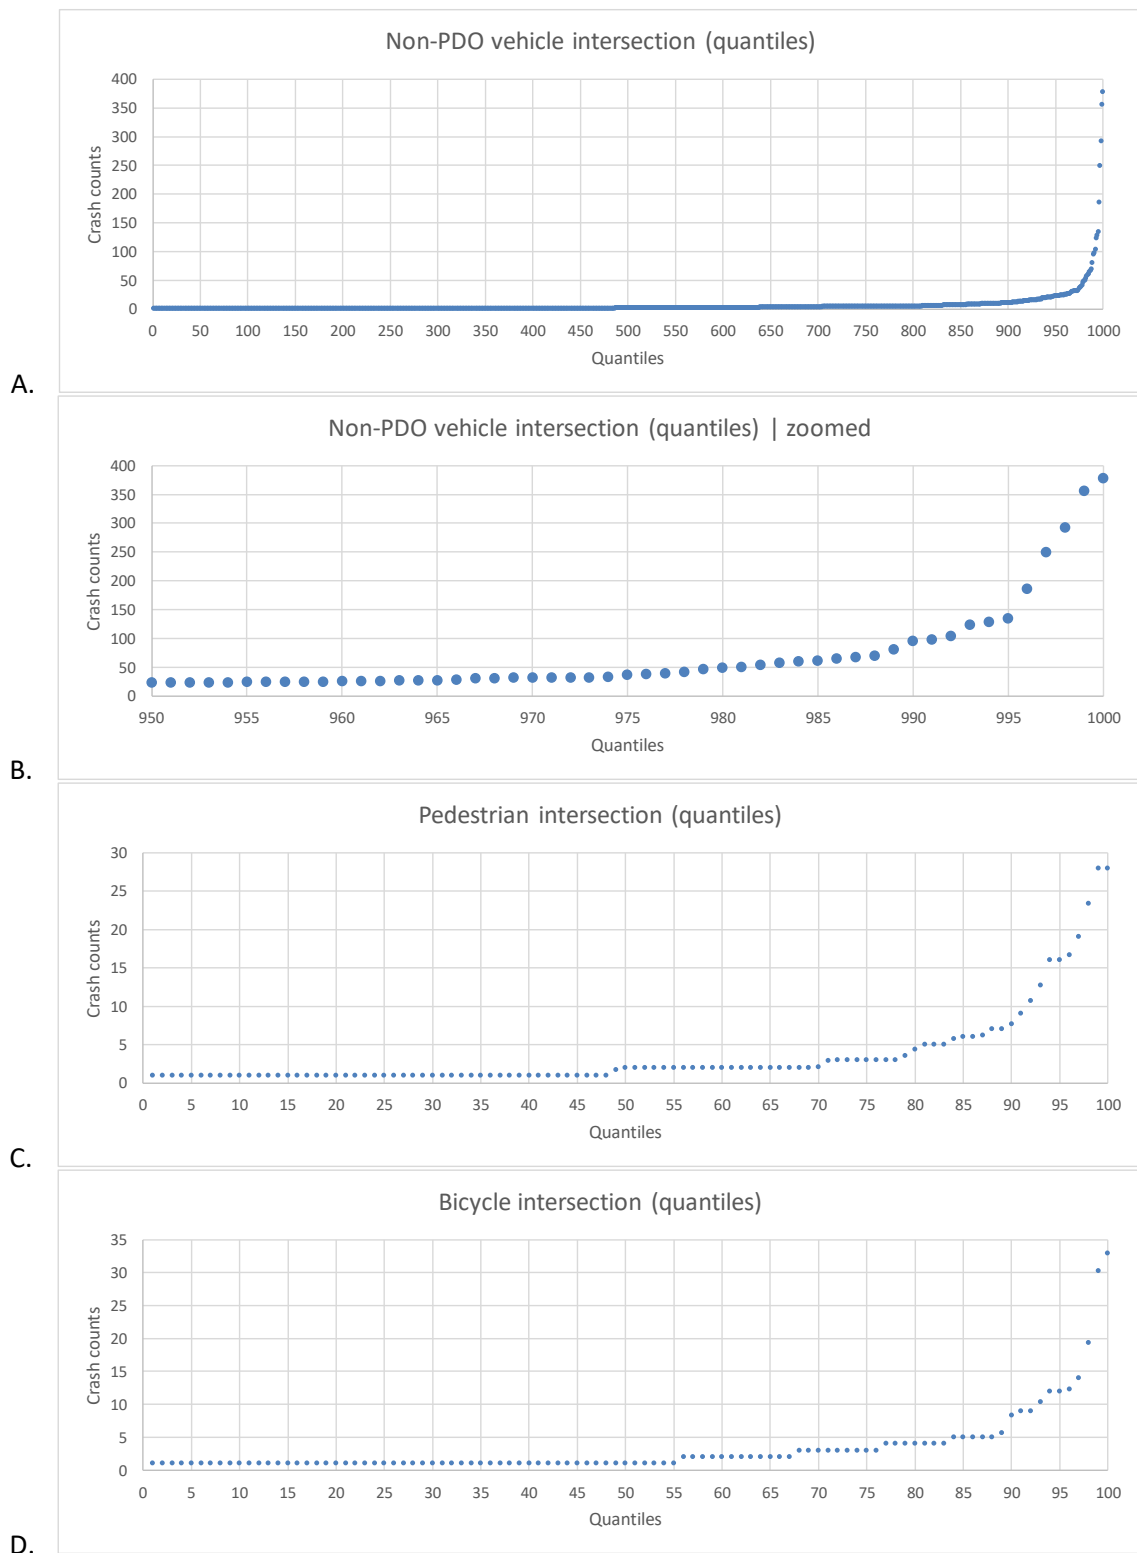 Non-PDO vehicle intersection (quantiles)
400
350
300
250
200
150
100
50
0
Crash counts
0 50 100 150 200 250 300 350 400 450 500 550 600 650 700 750 800 850 900 950 1000
Quantiles
A.
Non-PDO vehicle intersection (quantiles) | zoomed
400
350
300
250
200
150
100
50
0
Crash counts
950 955 960 965 970 975 980 985 990 995 1000
Quantiles
B.
Pedestrian intersection (quantiles)
30
25
20
15
10
5
0
Crash counts
0 5 10 15 20 25 30 35 40 45 50 55 60 65 70 75 80 85 90 95 100
Quantiles
C.
Bicycle intersection (quantiles)
35
30
25
20
15
10
5
0
Crash counts
0 5 10 15 20 25 30 35 40 45 50 55 60 65 70 75 80 85 90 95 100
Quantiles
D.